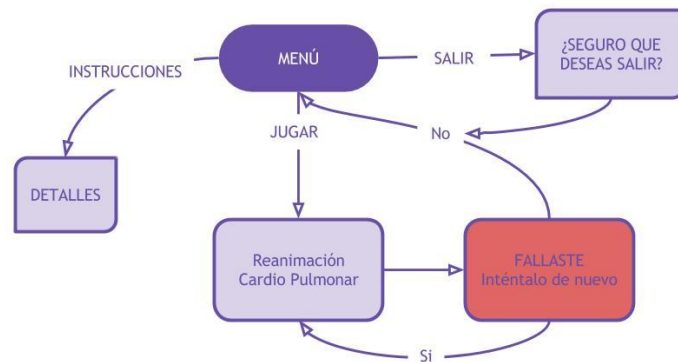 MENÚ
SALIR
¿SEGURO QUE
DESEAS SALIR?
INSTRUCCIONES
JUGAR
No
DETALLES
Reanimación
Cardio Pulmonar
FALLASTE
Inténtalo de nuevo
Si